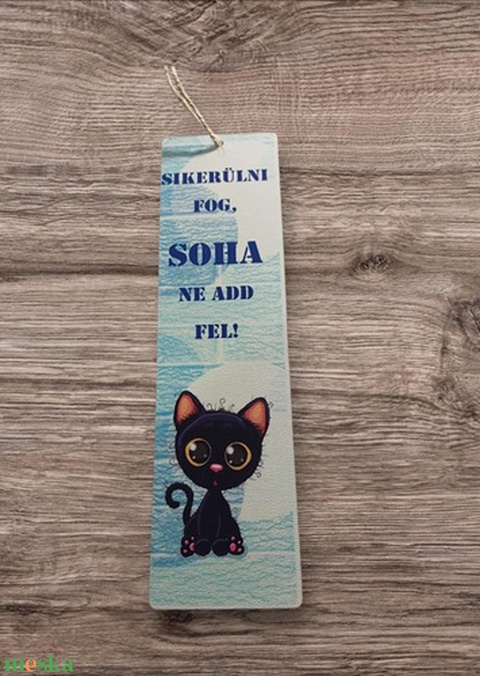 SIKERÜLNI
FOG,
SOHA
NE ADD
FEL!
meska